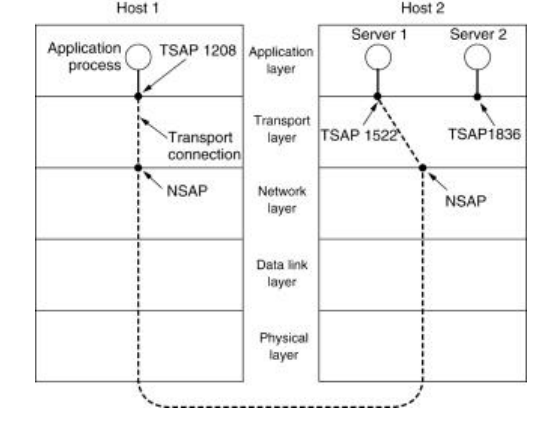 Host 1
Host 2
Application
process
TSAP 1208
Application
layer
Server 1
Server 2
Transport
layer
Transport
connection
TSAP 1522
TSAP1836
NSAP
Network
layer
NSAP
Data link
layer
Physical
layer